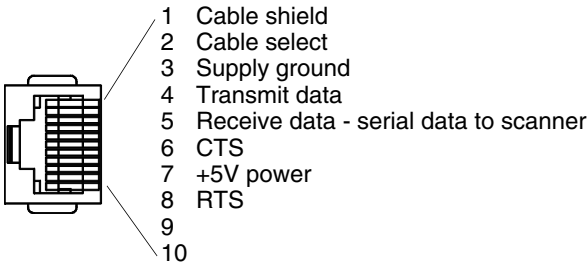 1 Cable shield
2 Cable select
3 Supply ground
4 Transmit data
5 Receive data - serial data to scanner
6 CTS
7 +5V power
8 RTS
9
10